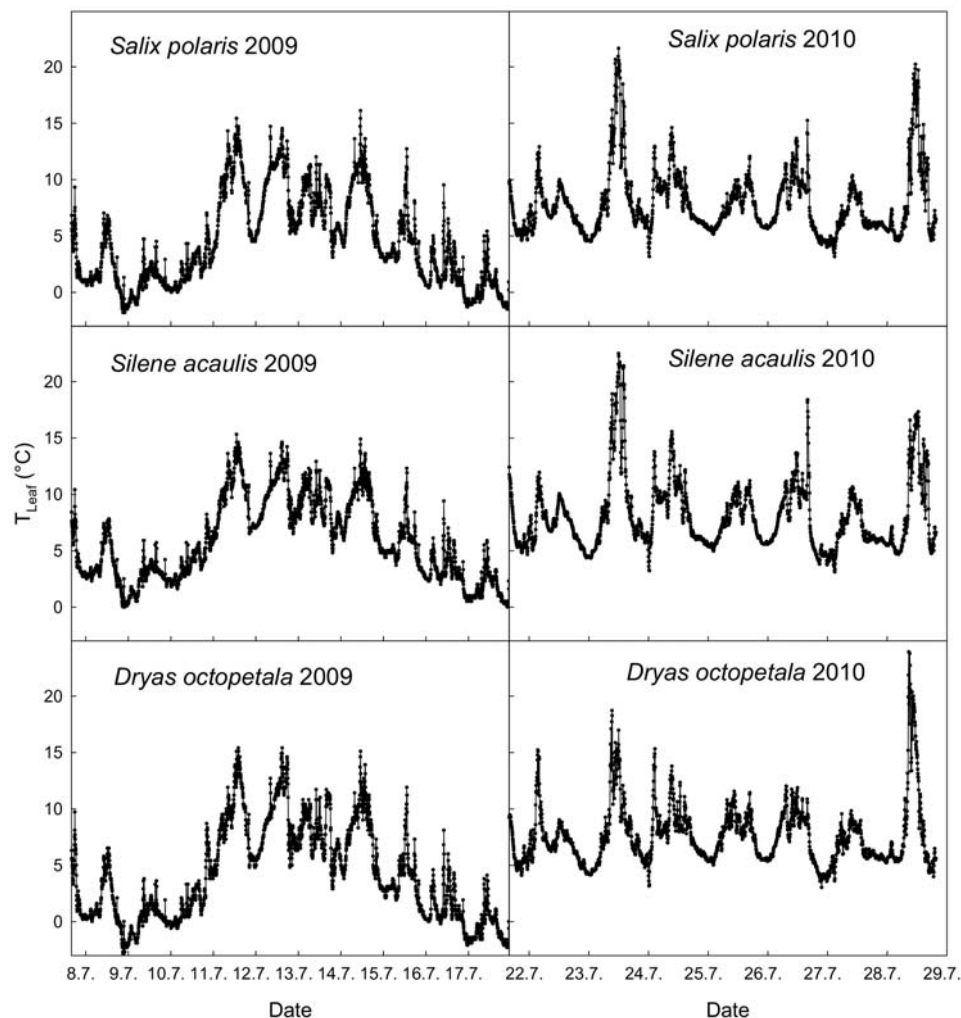 Salix polaris 2009
Salix polaris 2010
20
15
10
5
0
Silene acaulis 2009
Silene acaulis 2010
20
15
10
5
0
T_Leaf (°C)
Dryas octopetala 2009
Dryas octopetala 2010
20
15
10
5
0
8.7. 9.7. 10.7. 11.7. 12.7. 13.7. 14.7. 15.7. 16.7. 17.7. 22.7. 23.7. 24.7. 25.7. 26.7. 27.7. 28.7. 29.7.
Date Date